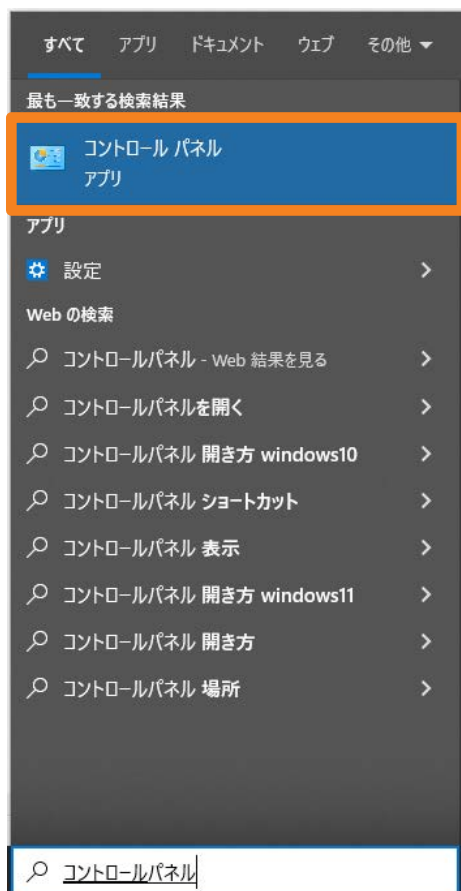 すべて アプリ ドキュメント ウェブ その他
最も一致する検索結果
コントロール パネル
アプリ
アプリ
設定
Web の検索
コントロールパネル - Web 結果を見る
コントロールパネルを開く
コントロールパネル 開き方 windows10
コントロールパネル ショートカット
コントロールパネル 表示
コントロールパネル 開き方 windows11
コントロールパネル 開き方
コントロールパネル 場所
コントロールパネル